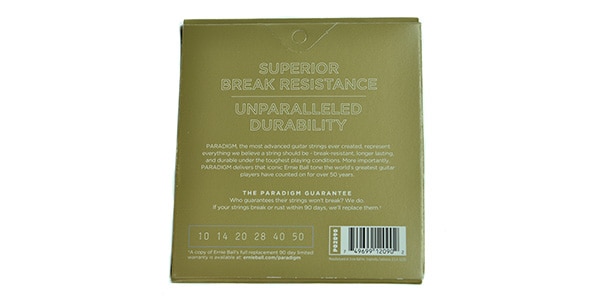 SUPERIOR
BREAK RESISTANCE
UNPARALLELED
DURABILITY
PARADIGM, the most advanced guitar strings ever created, represent
everything we believe a string should be - break-resistant, longer lasting
and durable under the toughest playing conditions. More importantly,
PARADIGM delivers that iconic Ernie Ball tone the world's greatest guitar
players have counted on for over 50 years.
THE PARADIGM GUARANTEE
Who guarantees their strings won't break? We do.
If your strings break or rust within 90 days, we'll replace them.*
10 14 20 28 40 50
*A copy of Ernie Ball's full replacement 90 day limited
warranty is available at ernieball.com/paradigm
P02090
7 49699 12090 2